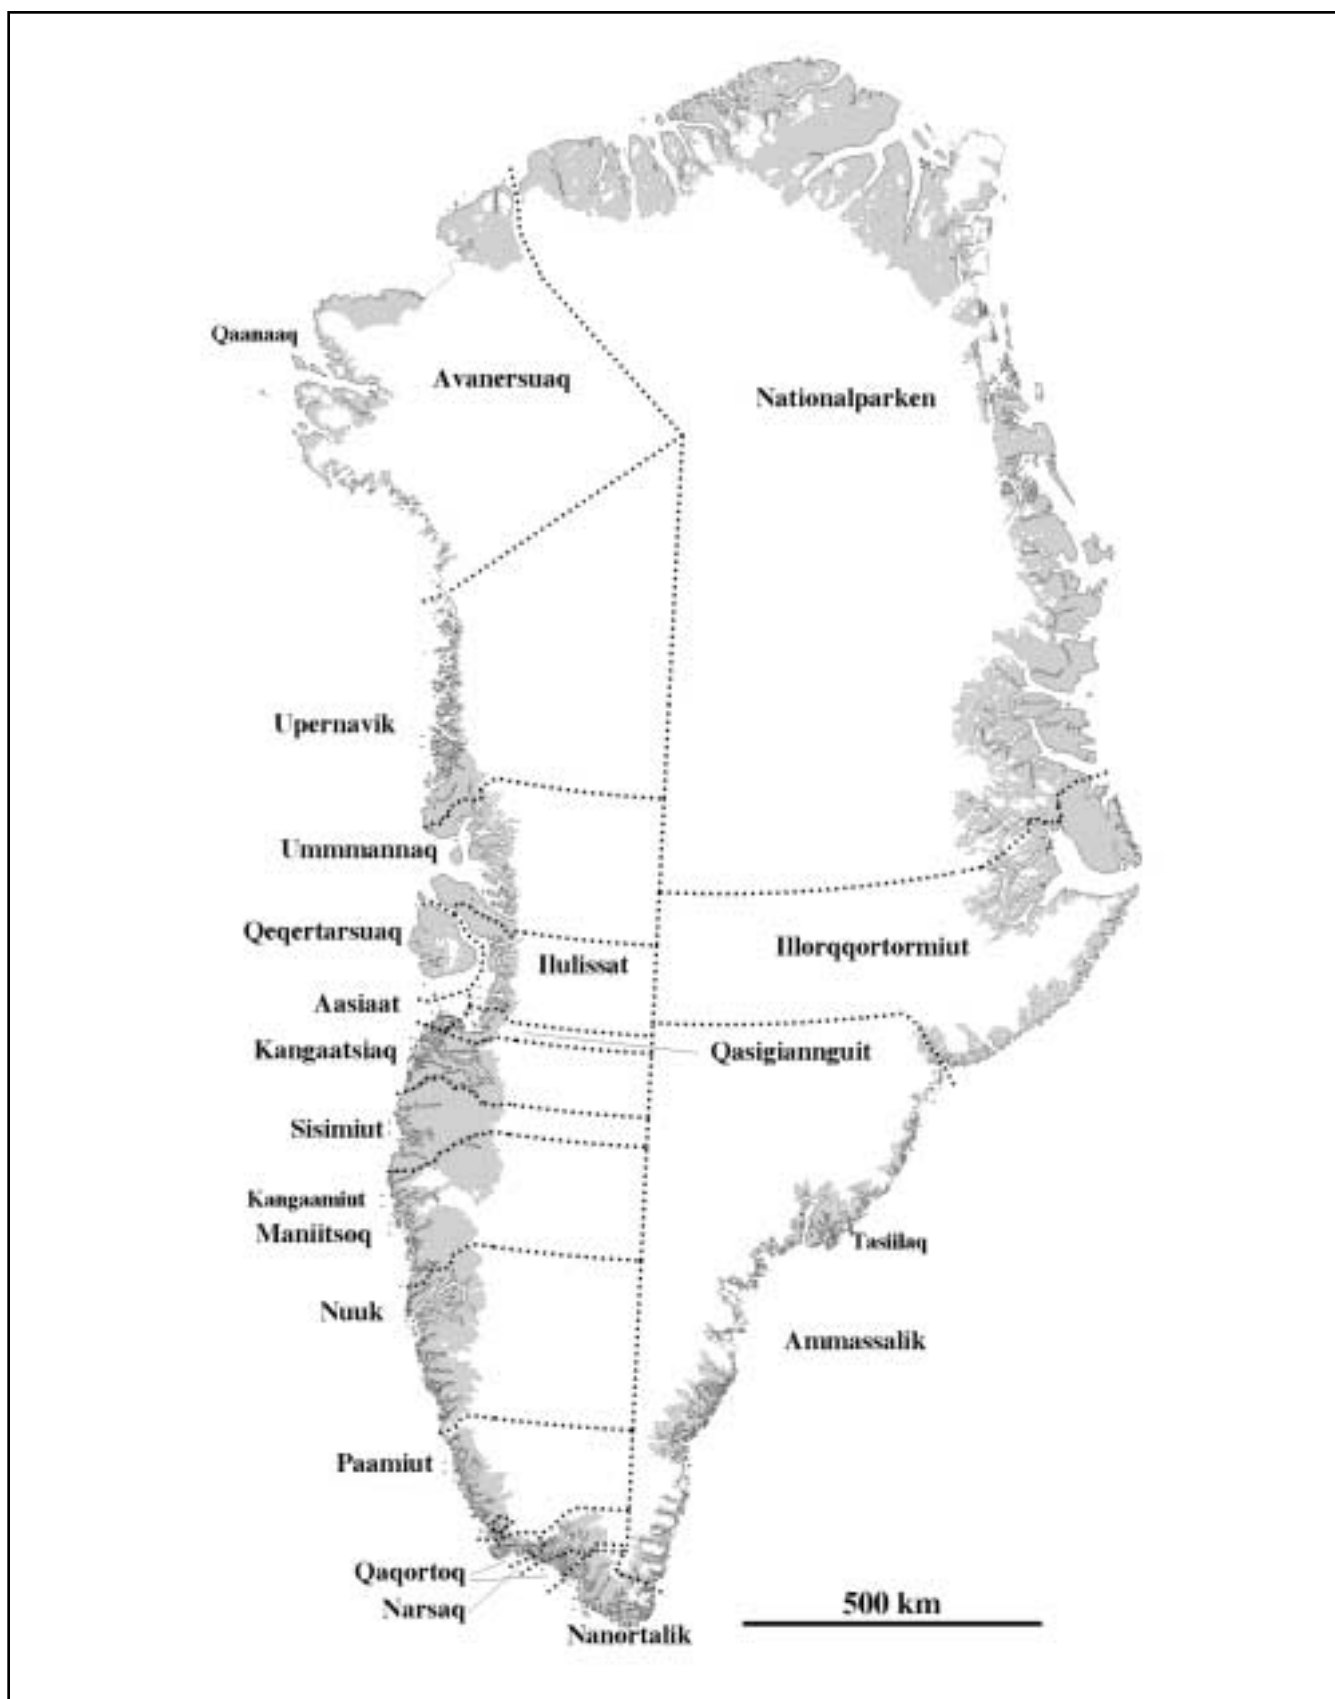 Qaanaaq
Avanersuaq
Nationalparken
Upernavik
Ummmannaq
Qeqertarsuaq
Ilulissat
Illorqqortormiut
Aasiaat
Kangaatsiaq
Qasigiannguit
Sisimiut
Kangaamiut
Maniitsoq
Tasiilaq
Nuuk
Ammassalik
Paamiut
Qaqortoq
Narsaq
500 km
Nanortalik